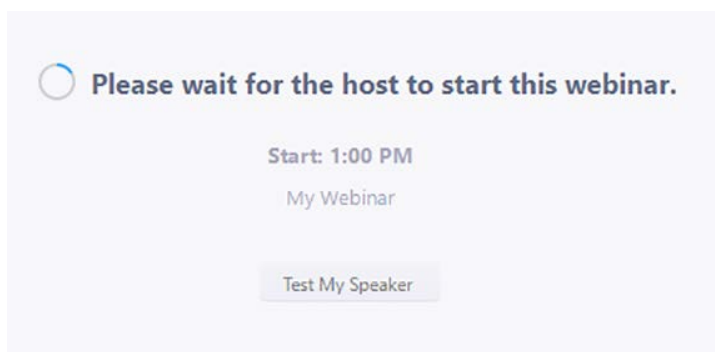 Please wait for the host to start this webinar.
Start: 1:00 PM
My Webinar
Test My Speaker